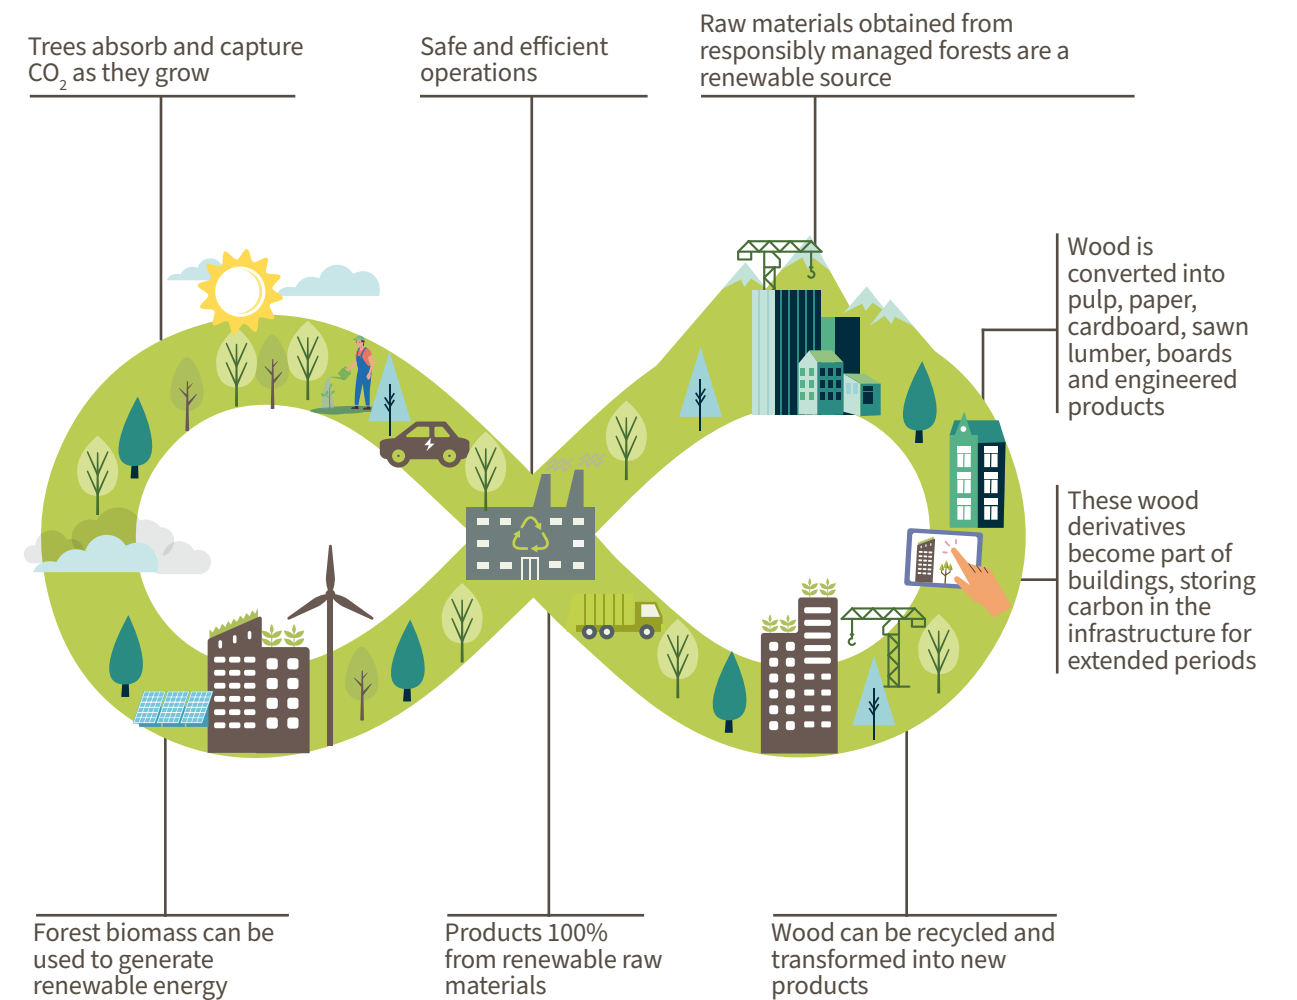 Trees absorb and capture
CO₂ as they grow
Safe and efficient
operations
Raw materials obtained from
responsibly managed forests are a
renewable source
Wood is
converted into
pulp, paper,
cardboard, sawn
lumber, boards
and engineered
products
These wood
derivatives
become part of
buildings, storing
carbon in the
infrastructure for
extended periods
Forest biomass can be
used to generate
renewable energy
Products 100%
from renewable raw
materials
Wood can be recycled and
transformed into new
products